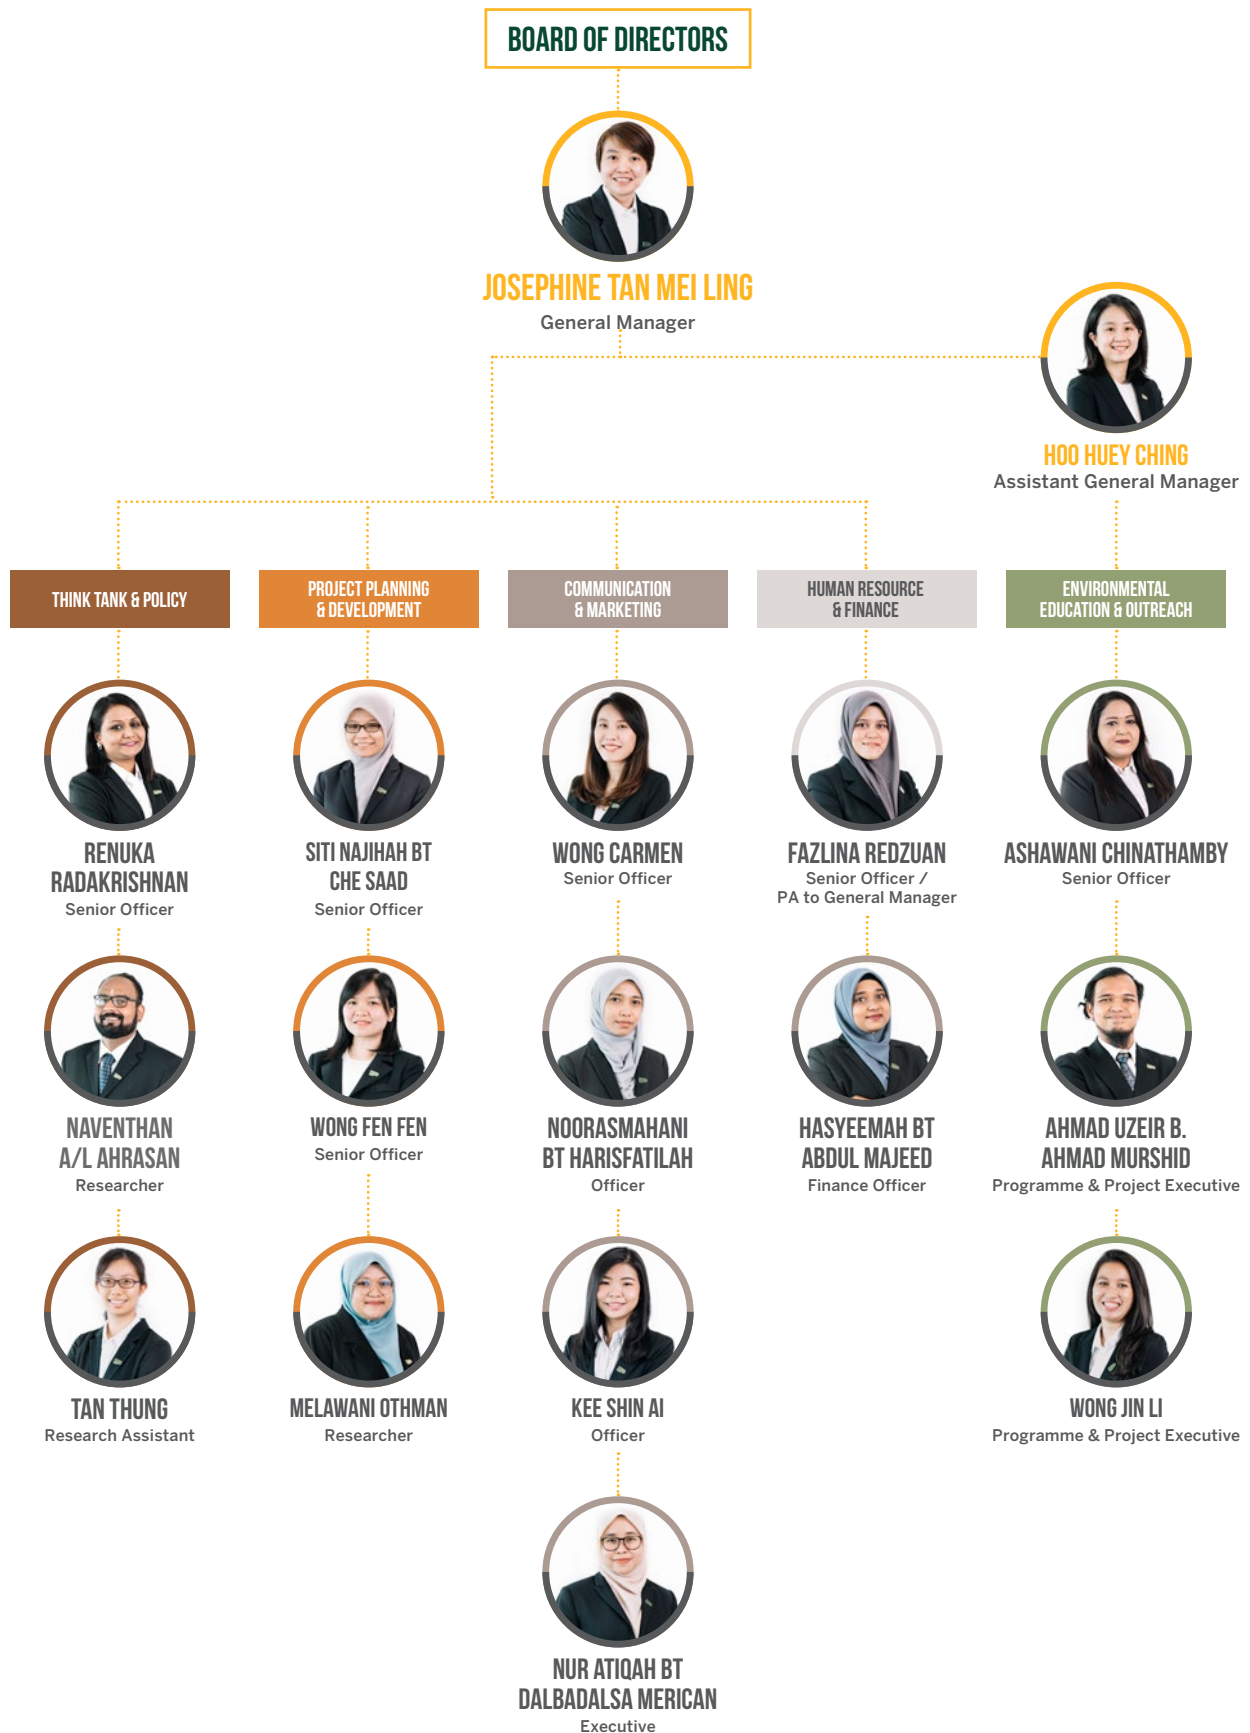 BOARD OF DIRECTORS
JOSEPHINE TAN MEI LING
General Manager
HOO HUEY CHING
Assistant General Manager
THINK TANK & POLICY
RENUKA
RADAKRISHNAN
Senior Officer
NAVENTHAN
A/L AHRASAN
Researcher
TAN THUNG
Research Assistant
PROJECT PLANNING
& DEVELOPMENT
SITI NAJIHAH BT
CHE SAAD
Senior Officer
WONG FEN FEN
Senior Officer
MELAWANI OTHMAN
Researcher
COMMUNICATION
& MARKETING
WONG CARMEN
Senior Officer
NOORASMAHANI
BT HARISFATILAH
Officer
KEE SHIN AI
Officer
NUR ATIQAH BT
DALBADALSA MERICAN
Executive
HUMAN RESOURCE
& FINANCE
FAZLINA REDZUAN
Senior Officer /
PA to General Manager
HASYEEMAH BT
ABDUL MAJEED
Finance Officer
ENVIRONMENTAL
EDUCATION & OUTREACH
ASHAWANI CHINATHAMBY
Senior Officer
AHMAD UZEIR B.
AHMAD MURSHID
Programme & Project Executive
WONG JIN LI
Programme & Project Executive